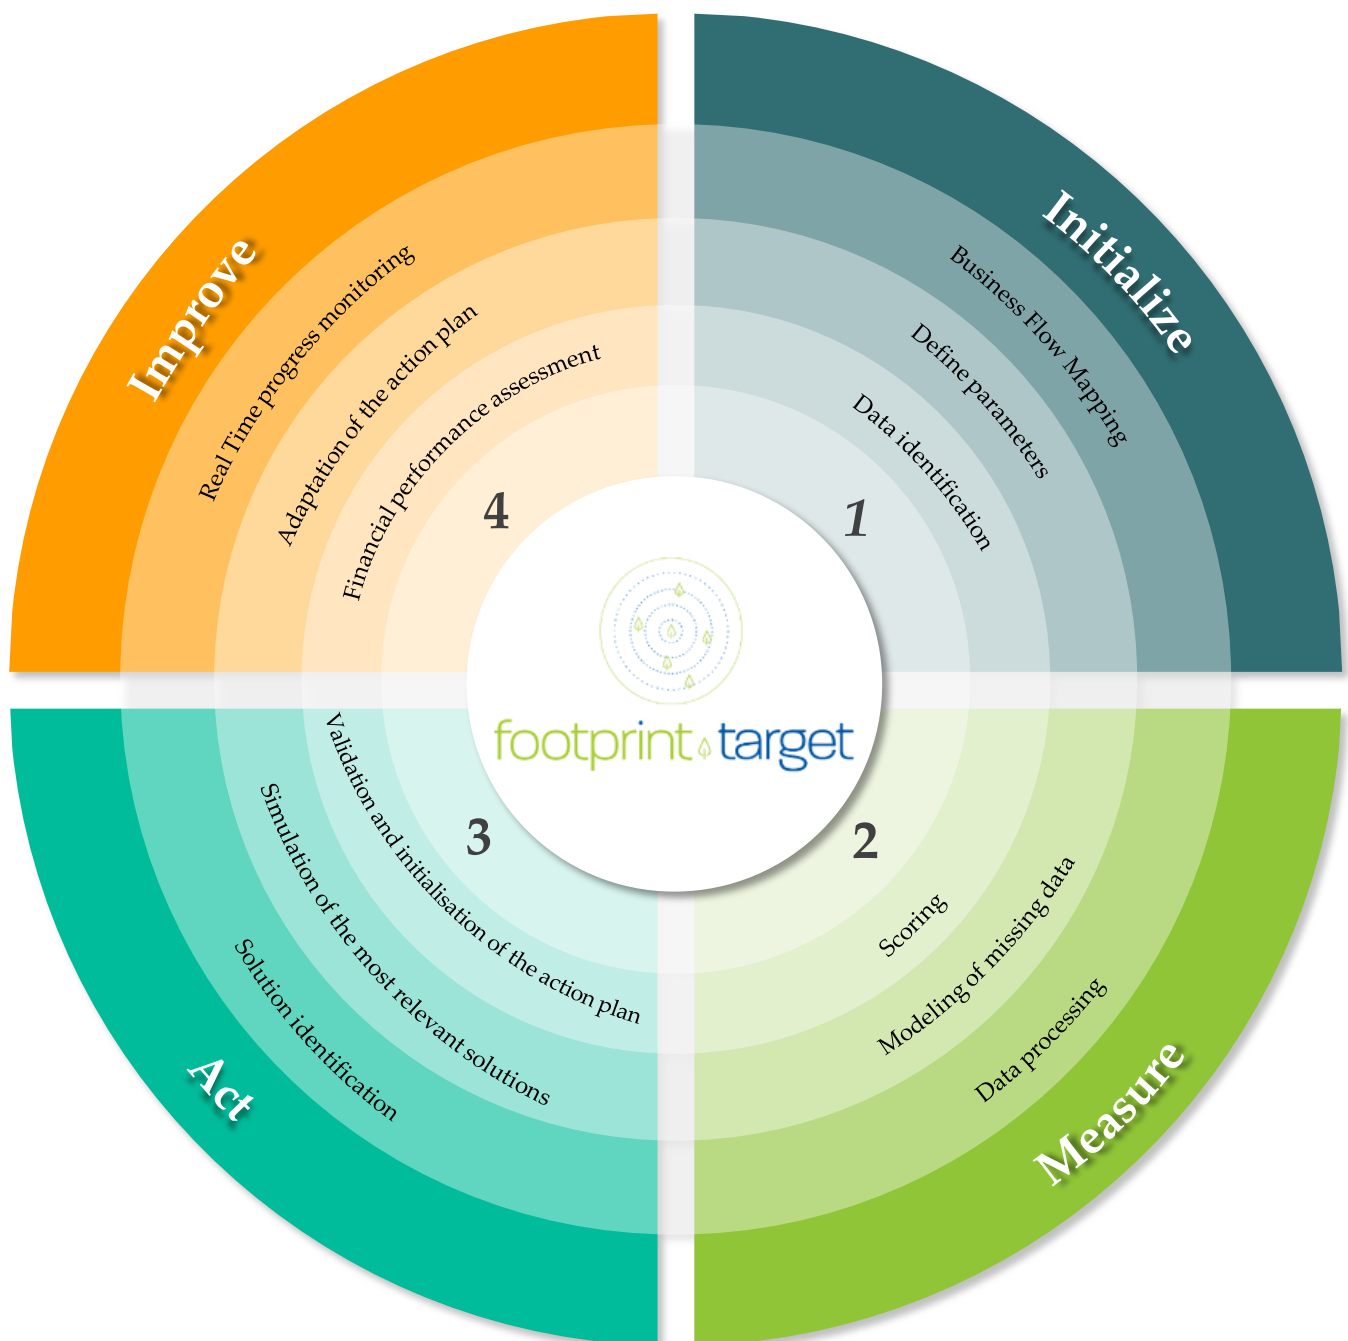 Initialize
Business Flow Mapping
Define parameters
Data identification
1
Measure
Data processing
Modeling of missing data
Scoring
2
Act
Solution identification
Simulation of the most relevant solutions
Validation and initialisation of the action plan
3
Improve
Real Time progress monitoring
Adaptation of the action plan
Financial performance assessment
4
footprint target